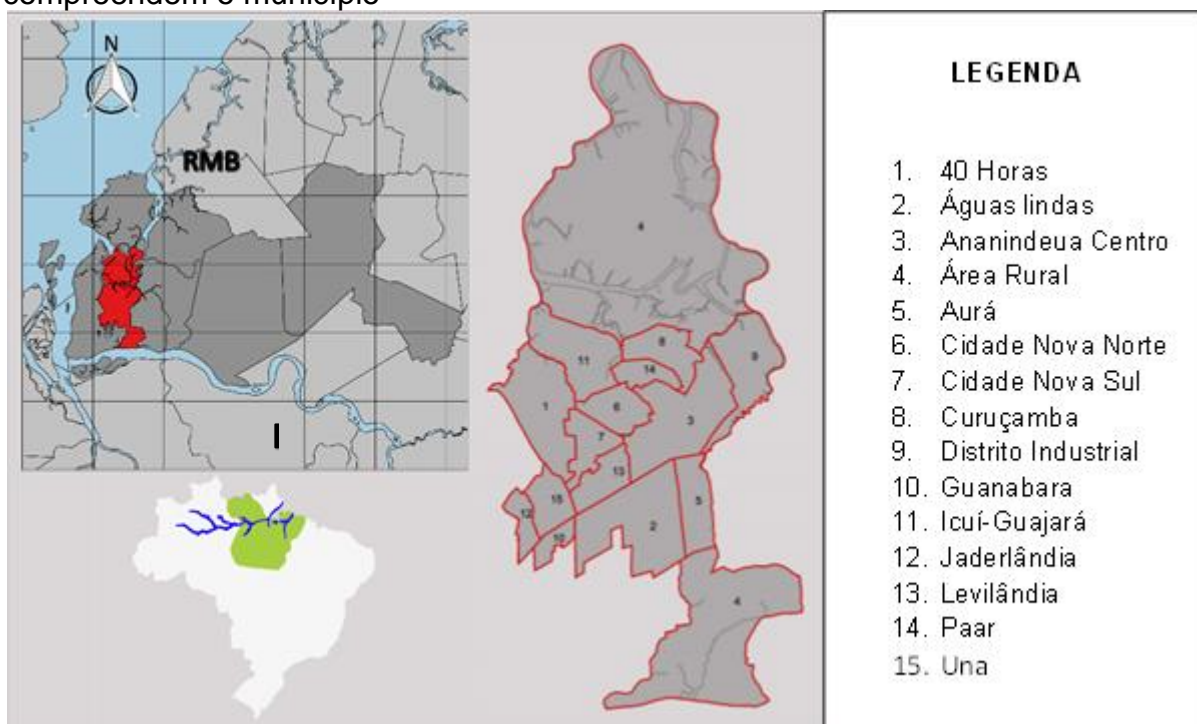 compreendem o município
N
RMB
I
LEGENDA
1. 40 Horas
2. Águas lindas
3. Ananindeua Centro
4. Área Rural
5. Aurá
6. Cidade Nova Norte
7. Cidade Nova Sul
8. Curuçamba
9. Distrito Industrial
10. Guanabara
11. Icuí-Guajará
12. Jaderlândia
13. Levilândia
14. Paar
15. Una
4
8
11
9
14
1
6
3
7
13
15
5
12
2
10
4